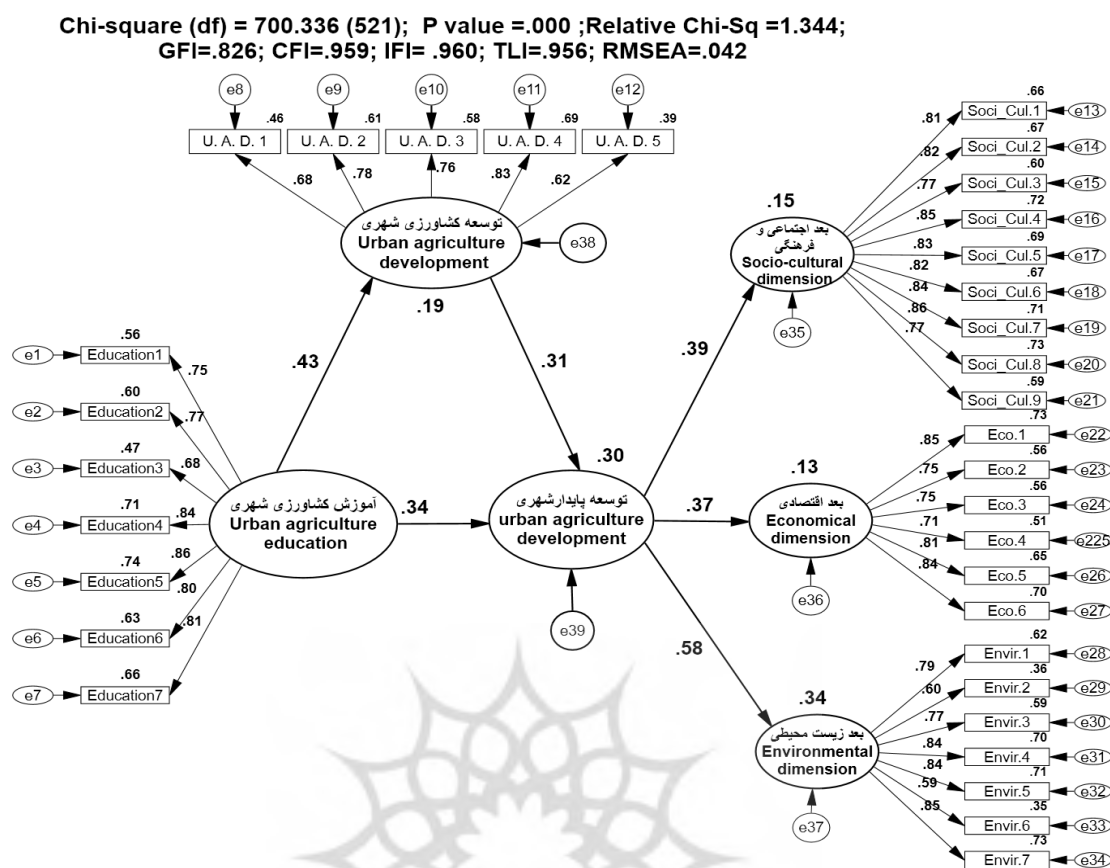 Chi-square (df) = 700.336 (521); P value =.000 ;Relative Chi-Sq =1.344;
GFI=.826; CFI=.959; IFI= .960; TLI=.956; RMSEA=.042
e8
e9
e10
e11
e12
.46
.61
.58
.69
.39
U. A. D. 1
U. A. D. 2
U. A. D. 3
U. A. D. 4
U. A. D. 5
.68
.78
.76
.83
.62
توسعه کشاورزی شهری
Urban agriculture
development
e38
.19
.43
.31
e1
e2
e3
e4
e5
e6
e7
.56
Education1
.60
Education2
.47
Education3
.71
Education4
.74
Education5
.63
Education6
.66
Education7
.75
.77
.68
.84
.86
.80
.81
آموزش کشاورزی شهری
Urban agriculture
education
.34
.30
توسعه پایدارشهری
urban agriculture
development
e39
.39
.37
.58
.15
بعد اجتماعی و
فرهنگی
Socio-cultural
dimension
e35
.81
.82
.77
.85
.83
.82
.84
.86
.77
.66
Soci_Cul.1
e13
.67
Soci_Cul.2
e14
.60
Soci_Cul.3
e15
.72
Soci_Cul.4
e16
.69
Soci_Cul.5
e17
.67
Soci_Cul.6
e18
.71
Soci_Cul.7
e19
.73
Soci_Cul.8
e20
.59
Soci_Cul.9
e21
.13
بعد اقتصادی
Economical
dimension
e36
.85
.75
.75
.71
.81
.84
.73
Eco.1
e22
.56
Eco.2
e23
.56
Eco.3
e24
.51
Eco.4
e225
.65
Eco.5
e26
.70
Eco.6
e27
.34
بعد زیست محیطی
Environmental
dimension
e37
.79
.60
.77
.84
.84
.59
.85
.62
Envir.1
e28
.36
Envir.2
e29
.59
Envir.3
e30
.70
Envir.4
e31
.71
Envir.5
e32
.35
Envir.6
e33
.73
Envir.7
e34